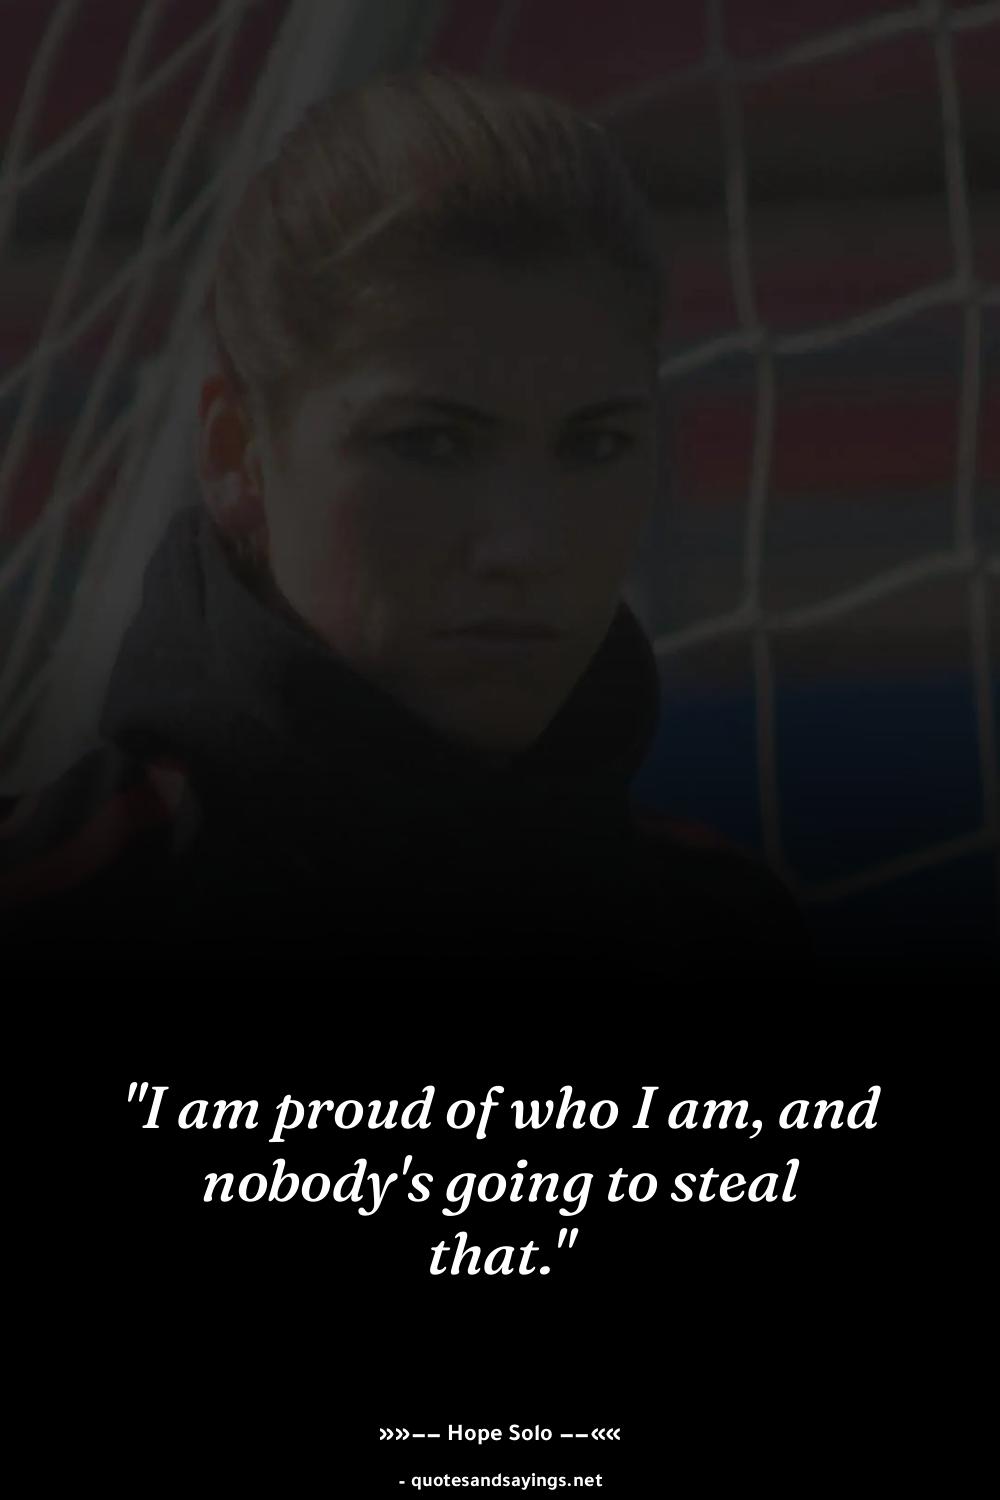 "I am proud of who I am, and
nobody's going to steal
that."
»»–– Hope Solo ––««
- quotesandsayings.net